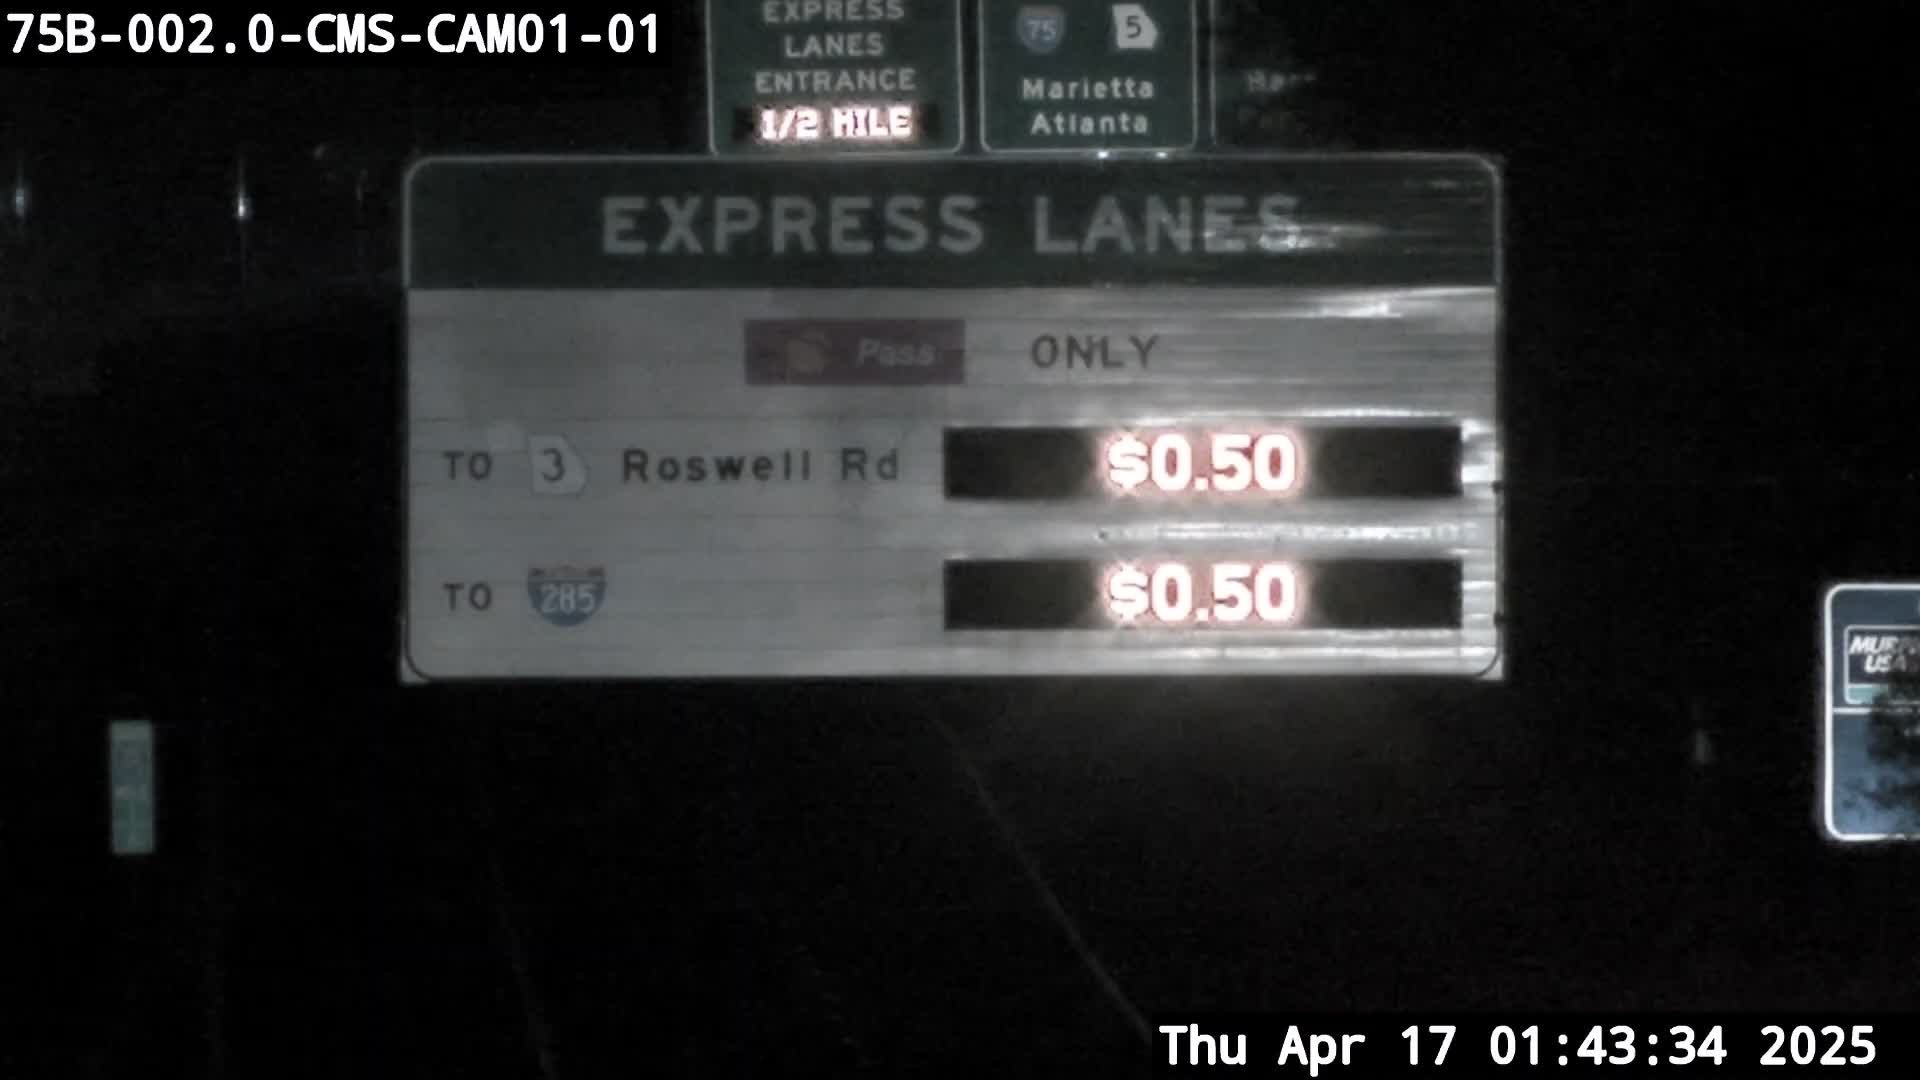 75B-002.0-CMS-CAM01-01
EXPRESS
LANES
ENTRANCE
1/2 MILE
75 5
Marietta
Atlanta
EXPRESS LANES
Pass ONLY
TO 3 Roswell Rd $0.50
TO 285 $0.50
USA
Thu Apr 17 01:43:34 2025